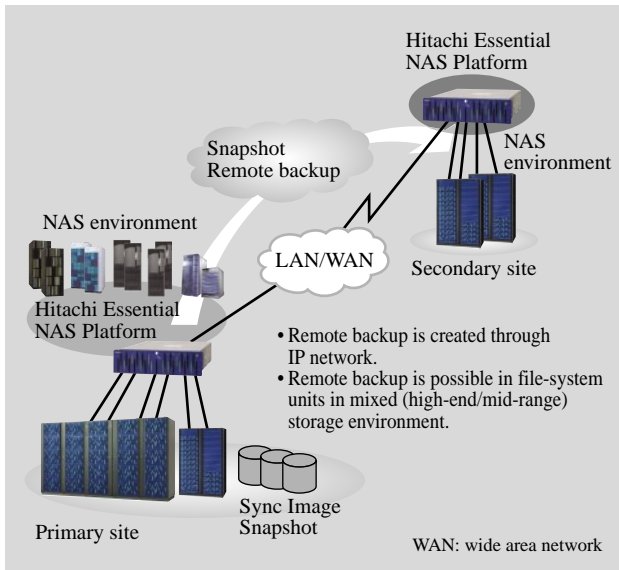 Hitachi Essential
NAS Platform
Snapshot
Remote backup
NAS
environment
NAS environment
LAN/WAN
Secondary site
Hitachi Essential
NAS Platform
• Remote backup is created through
IP network.
• Remote backup is possible in file-system
units in mixed (high-end/mid-range)
storage environment.
Sync Image
Snapshot
Primary site
WAN: wide area network